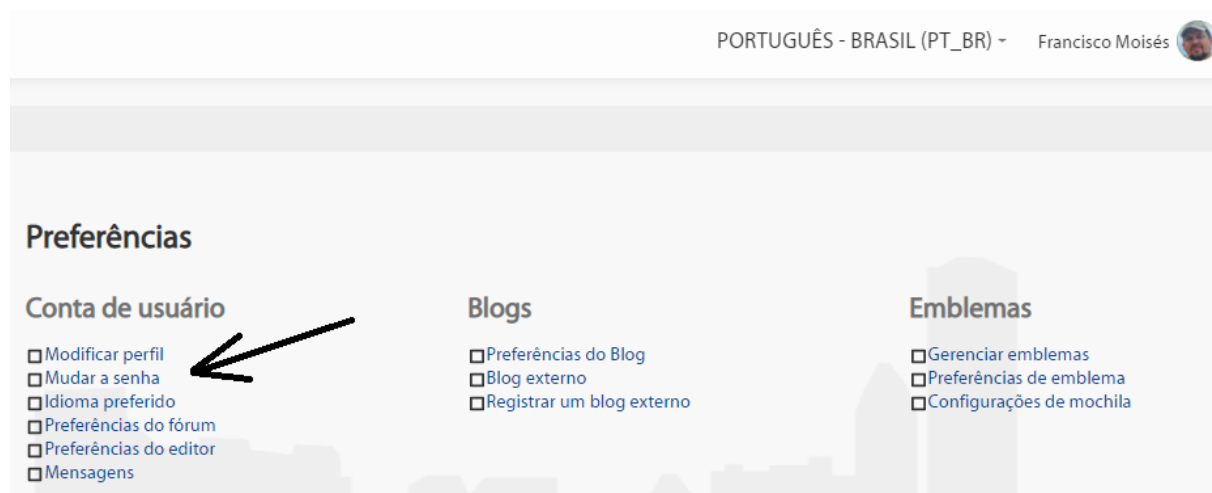 PORTUGUÊS - BRASIL (PT_BR)
Francisco Moisés
Preferências
Conta de usuário
Modificar perfil
Mudar a senha
Idioma preferido
Preferências do fórum
Preferências do editor
Mensagens
Blogs
Preferências do Blog
Blog externo
Registrar um blog externo
Emblemas
Gerenciar emblemas
Preferências de emblema
Configurações de mochila